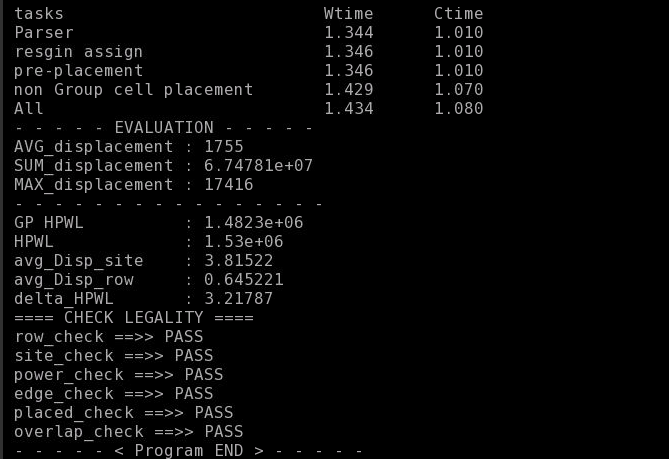 tasks Wtime Ctime
Parser 1.344 1.010
resgin assign 1.346 1.010
pre-placement 1.346 1.010
non Group cell placement 1.429 1.070
All 1.434 1.080
- - - - - EVALUATION - - - - -
AVG_displacement : 1755
SUM_displacement : 6.74781e+07
MAX_displacement : 17416
- - - - - - - - - - - - - - - -
GP HPWL : 1.4823e+06
HPWL : 1.53e+06
avg_Disp_site : 3.81522
avg_Disp_row : 0.645221
delta_HPWL : 3.21787
==== CHECK LEGALITY ====
row_check ==>> PASS
site_check ==>> PASS
power_check ==>> PASS
edge_check ==>> PASS
placed_check ==>> PASS
overlap_check ==>> PASS
- - - - - < Program END > - - - - -